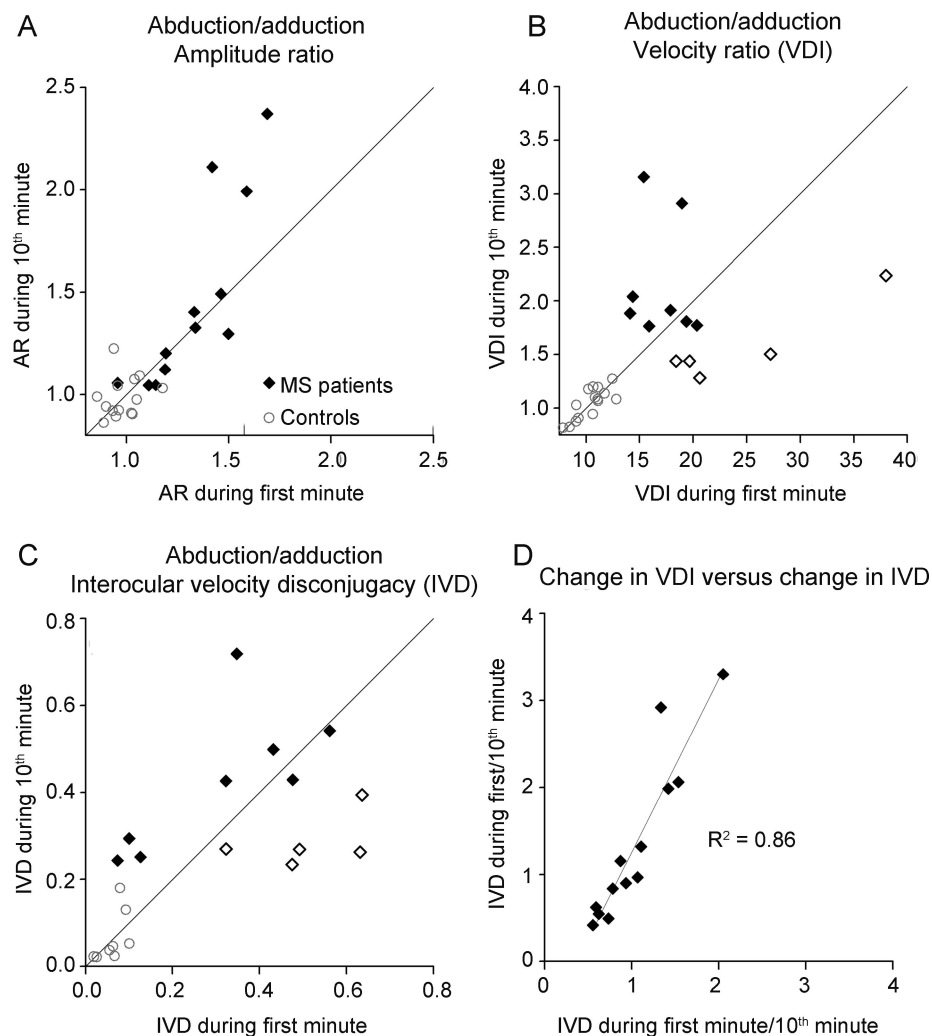 A
Abduction/adduction
Amplitude ratio
2.5
2.0
1.5
1.0
AR during 10th minute
MS patients
Controls
1.0
1.5
2.0
2.5
AR during first minute
B
Abduction/adduction
Velocity ratio (VDI)
4.0
3.5
3.0
2.5
2.0
1.5
1.0
VDI during 10th minute
10
15
20
25
30
35
40
VDI during first minute
C
Abduction/adduction
Interocular velocity disconjugacy (IVD)
0.8
0.6
0.4
0.2
0.0
IVD during 10th minute
0.0
0.2
0.4
0.6
0.8
IVD during first minute
D
Change in VDI versus change in IVD
4
3
2
1
0
IVD during first/10th minute
R² = 0.86
0
1
2
3
4
IVD during first minute/10th minute